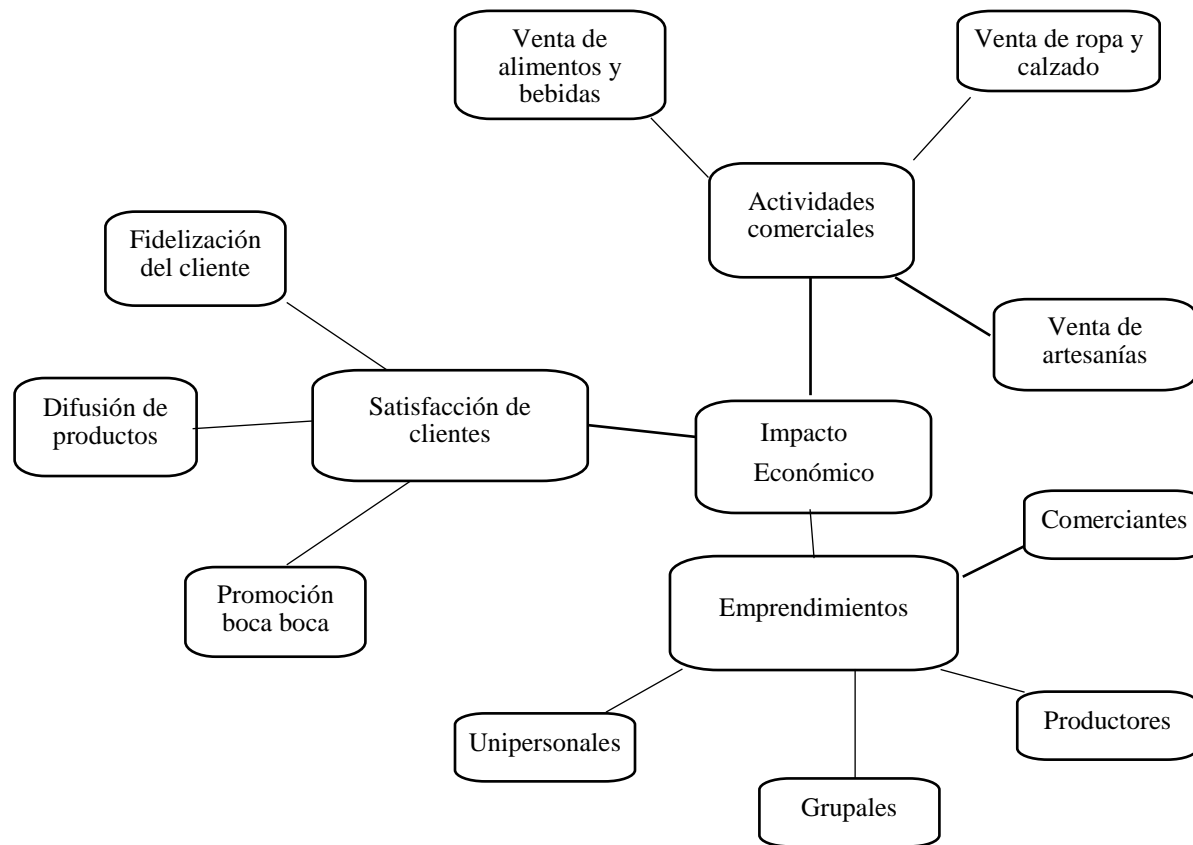 Venta de
alimentos y
bebidas
Venta de ropa y
calzado
Actividades
comerciales
Fidelización
del cliente
Venta de
artesanías
Difusión de
productos
Satisfacción de
clientes
Impacto
Económico
Comerciantes
Promoción
boca boca
Emprendimientos
Unipersonales
Productores
Grupales